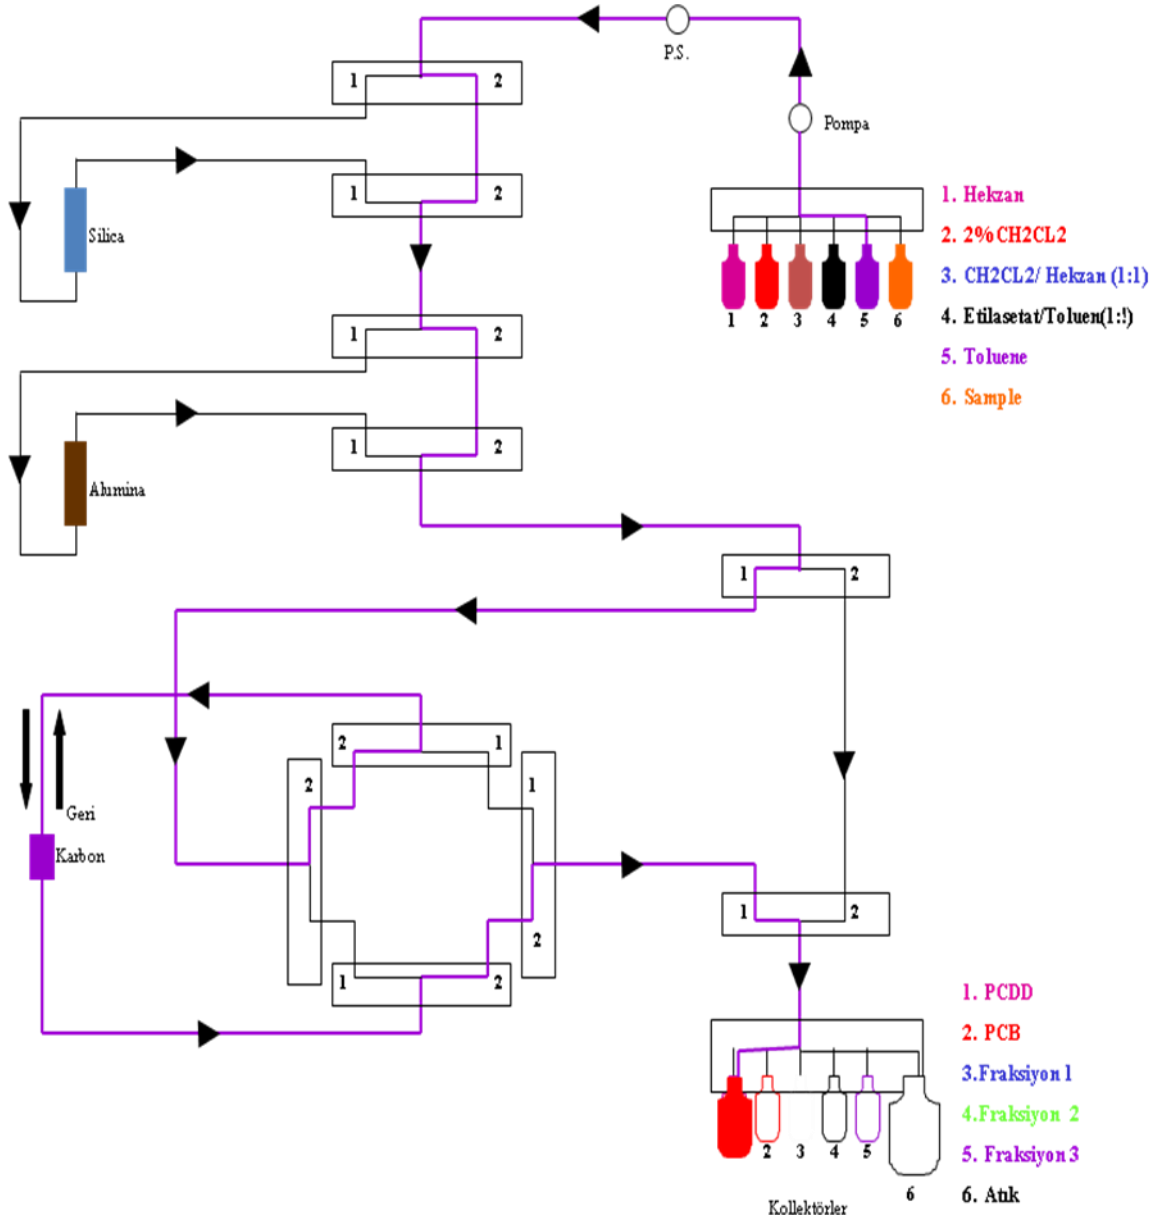 P.S.
1 2
Pompa
1 2
Silica
1. Hekzan
2. 2%CH2CL2
3. CH2CL2/ Hekzan (1:1)
4. Etilasetat/Toluen(1:!)
5. Toluene
6. Sample
1 2 3 4 5 6
1 2
1 2
Alumina
1 2
2 1
2
1
Geri
Karbon
1 2
2
1 2
1. PCDD
2. PCB
3.Fraksiyon 1
4.Fraksiyon 2
5. Fraksiyon 3
6. Atık
2 3 4 5
6
Kollektörler